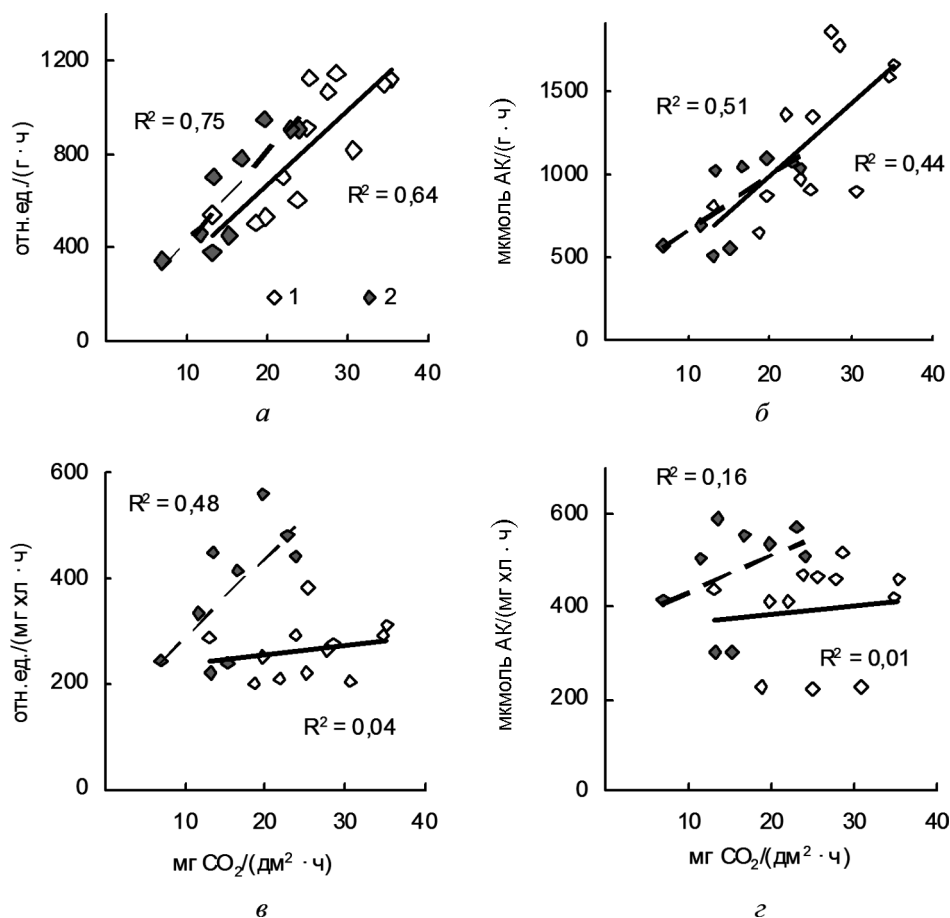 1200
800
400
0
отн.ед./(г · ч)
R² = 0,75
R² = 0,64
1
2
10 20 30 40
а
1500
1000
500
0
мкмоль АК/(г · ч)
R² = 0,51
R² = 0,44
10 20 30 40
б
600
400
200
0
отн.ед./(мг хл · ч)
R² = 0,48
R² = 0,04
10 20 30 40
мг CO₂/(дм² · ч)
в
600
400
200
0
мкмоль АК/(мг хл · ч)
R² = 0,16
R² = 0,01
10 20 30 40
мг CO₂/(дм² · ч)
г